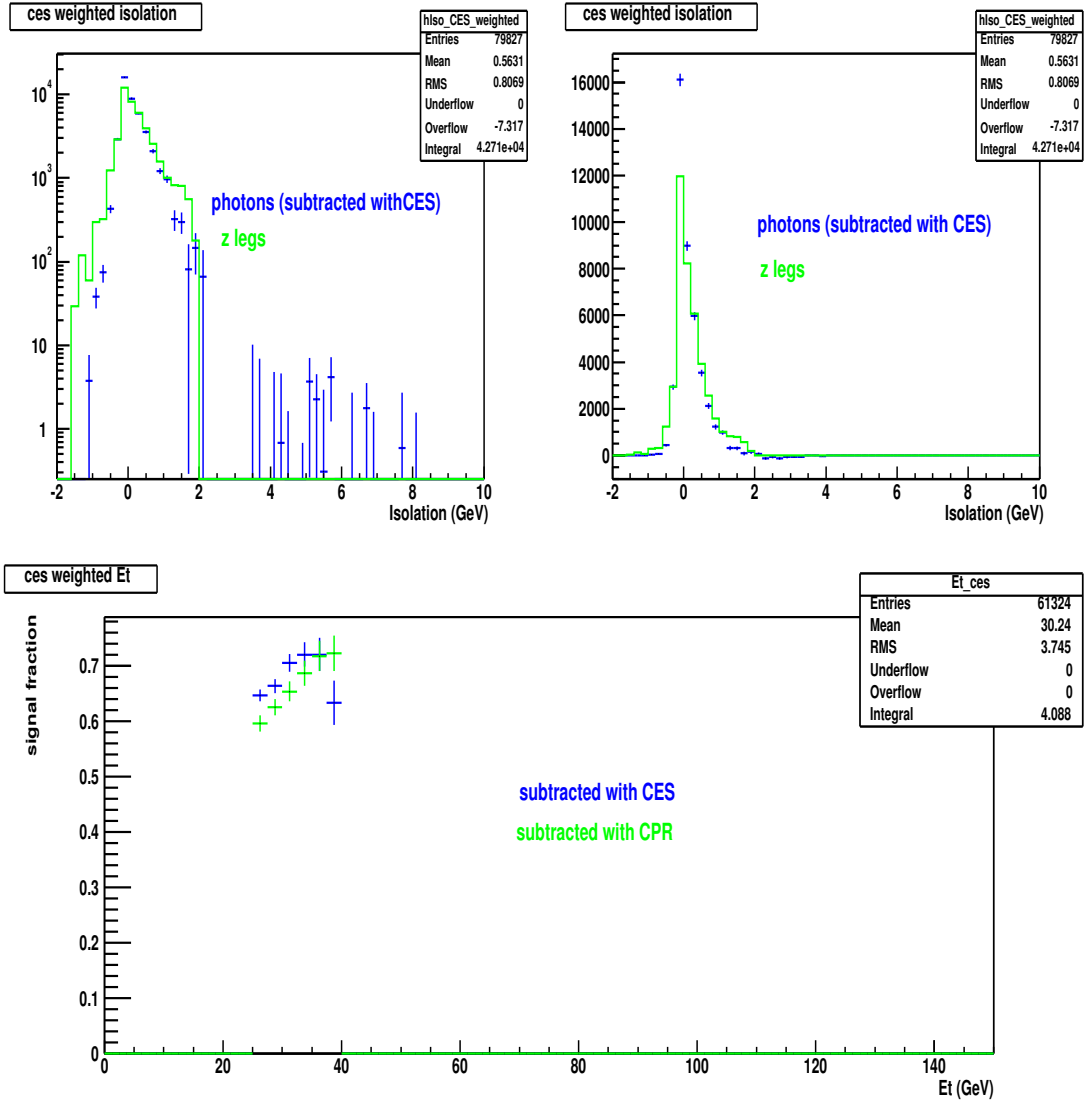 ces weighted isolation
hIso_CES_weighted
Entries 79827
Mean 0.5631
RMS 0.8069
Underflow 0
Overflow -7.317
Integral 4.271e+04
10^4
10^3
10^2
10
1
photons (subtracted withCES)
z legs
-2 0 2 4 6 8 10
Isolation (GeV)
ces weighted isolation
hIso_CES_weighted
Entries 79827
Mean 0.5631
RMS 0.8069
Underflow 0
Overflow -7.317
Integral 4.271e+04
16000
14000
12000
10000
8000
6000
4000
2000
0
photons (subtracted with CES)
z legs
-2 0 2 4 6 8 10
Isolation (GeV)
ces weighted Et
Et_ces
Entries 61324
Mean 30.24
RMS 3.745
Underflow 0
Overflow 0
Integral 4.088
signal fraction
0.7
0.6
0.5
0.4
0.3
0.2
0.1
0
subtracted with CES
subtracted with CPR
0 20 40 60 80 100 120 140
Et (GeV)